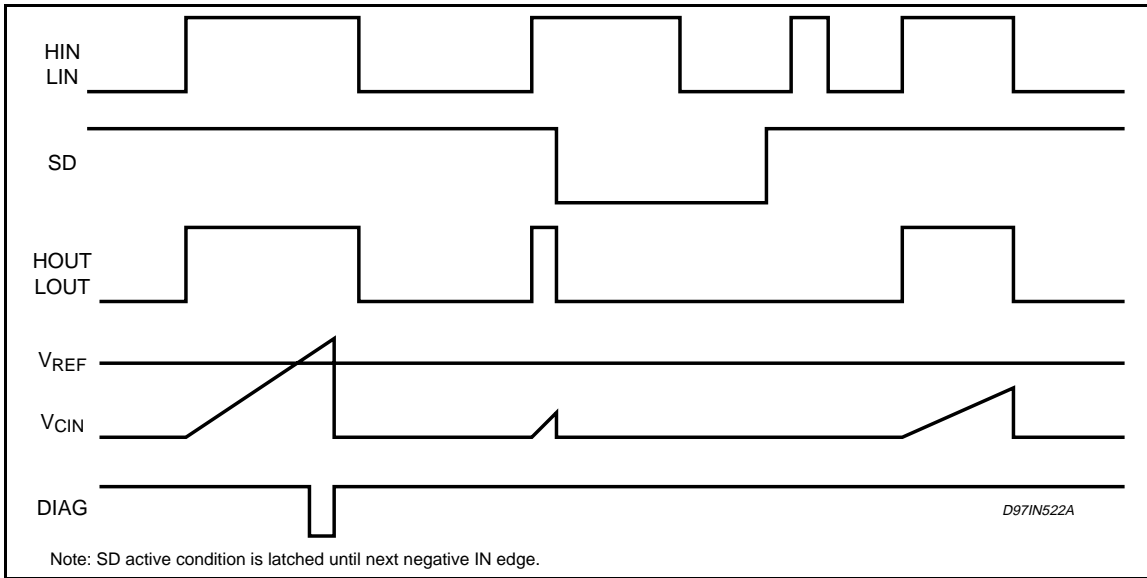 HIN
LIN
SD
HOUT
LOUT
VREF
VCIN
DIAG
D97IN522A
Note: SD active condition is latched until next negative IN edge.